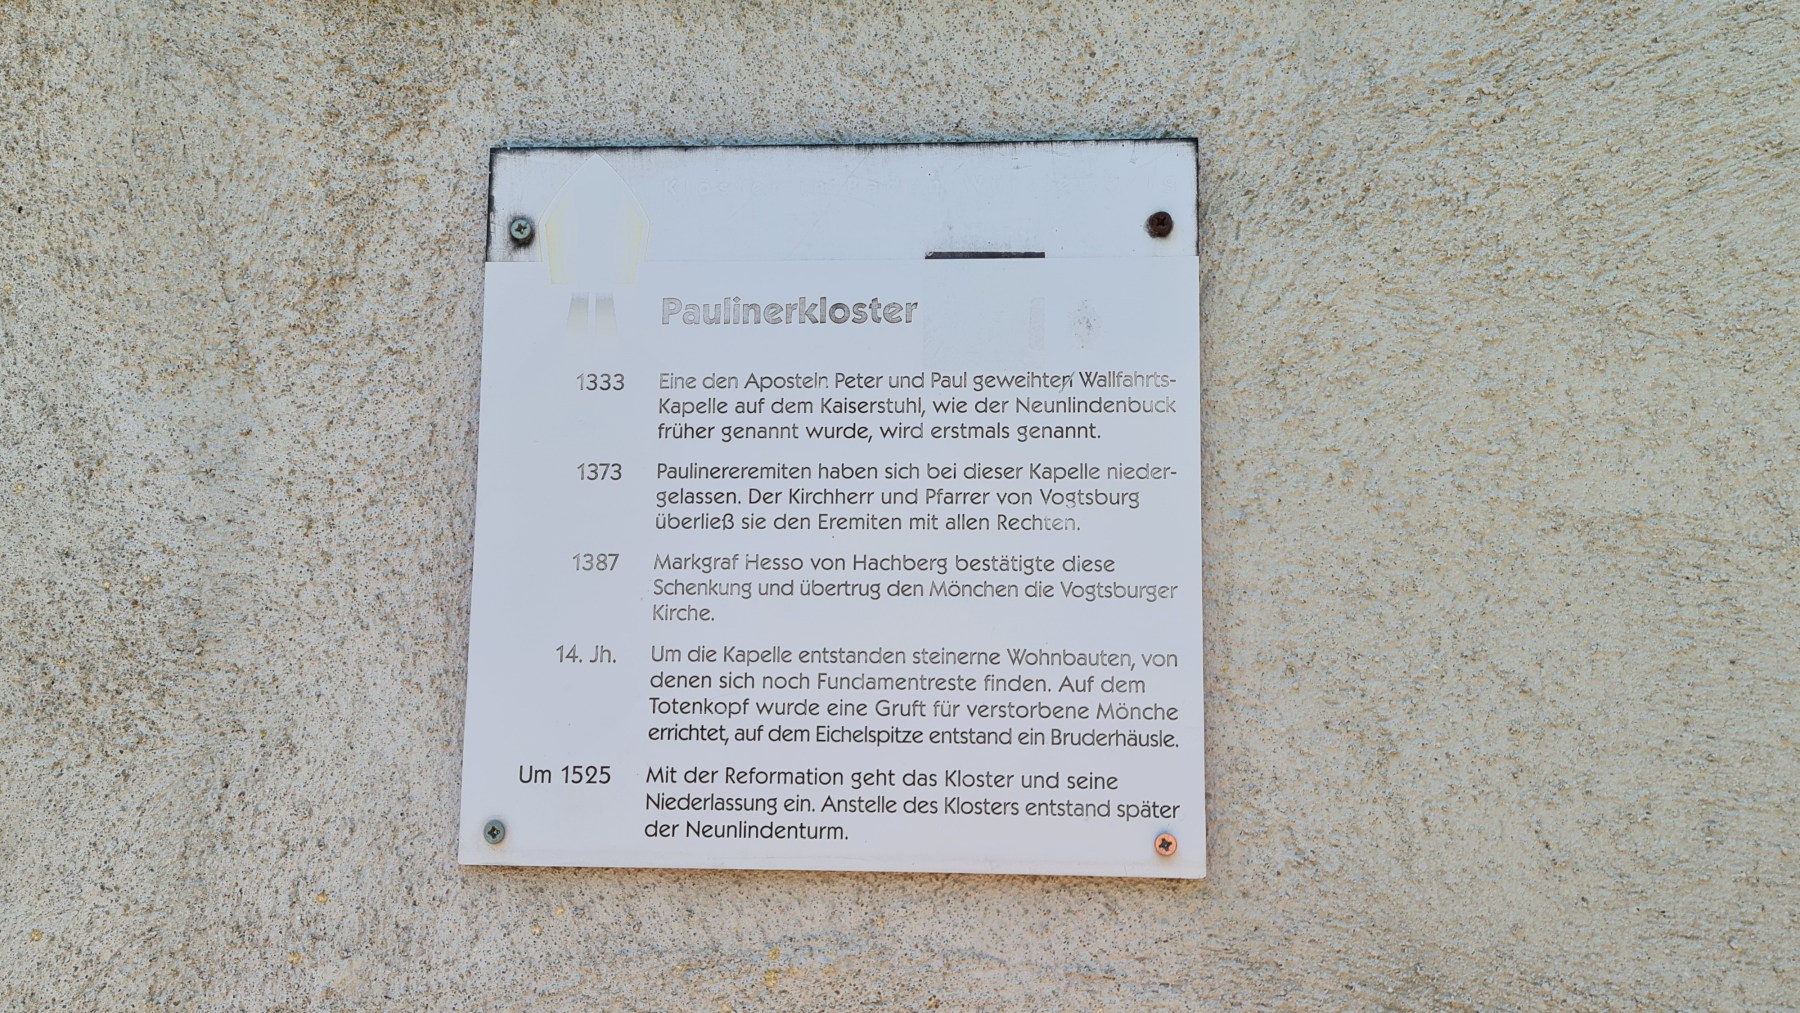 Paulinerkloster
1333 Eine den Aposteln Peter und Paul geweihten Wallfahrts-
Kapelle auf dem Kaiserstuhl, wie der Neunlindenbuck
früher genannt wurde, wird erstmals genannt.
1373 Paulinereremiten haben sich bei dieser Kapelle nieder-
gelassen. Der Kirchherr und Pfarrer von Vogtsburg
überließ sie den Eremiten mit allen Rechten.
1387 Markgraf Hesso von Hachberg bestätigte diese
Schenkung und übertrug den Mönchen die Vogtsburger
Kirche.
14. Jh. Um die Kapelle entstanden steinerne Wohnbauten, von
denen sich noch Fundamentreste finden. Auf dem
Totenkopf wurde eine Gruft für verstorbene Mönche
errichtet, auf dem Eichelspitze entstand ein Bruderhäusle.
Um 1525 Mit der Reformation geht das Kloster und seine
Niederlassung ein. Anstelle des Klosters entstand später
der Neunlindenturm.